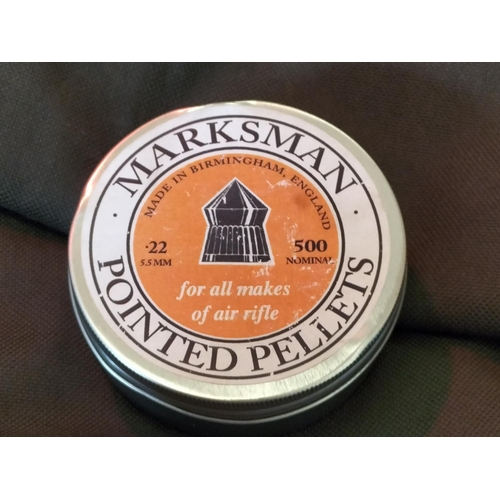 MARKSMAN
MADE IN BIRMINGHAM, ENGLAND
·22
5.5MM
500
NOMINAL
for all makes
of air rifle
POINTED PELLETS